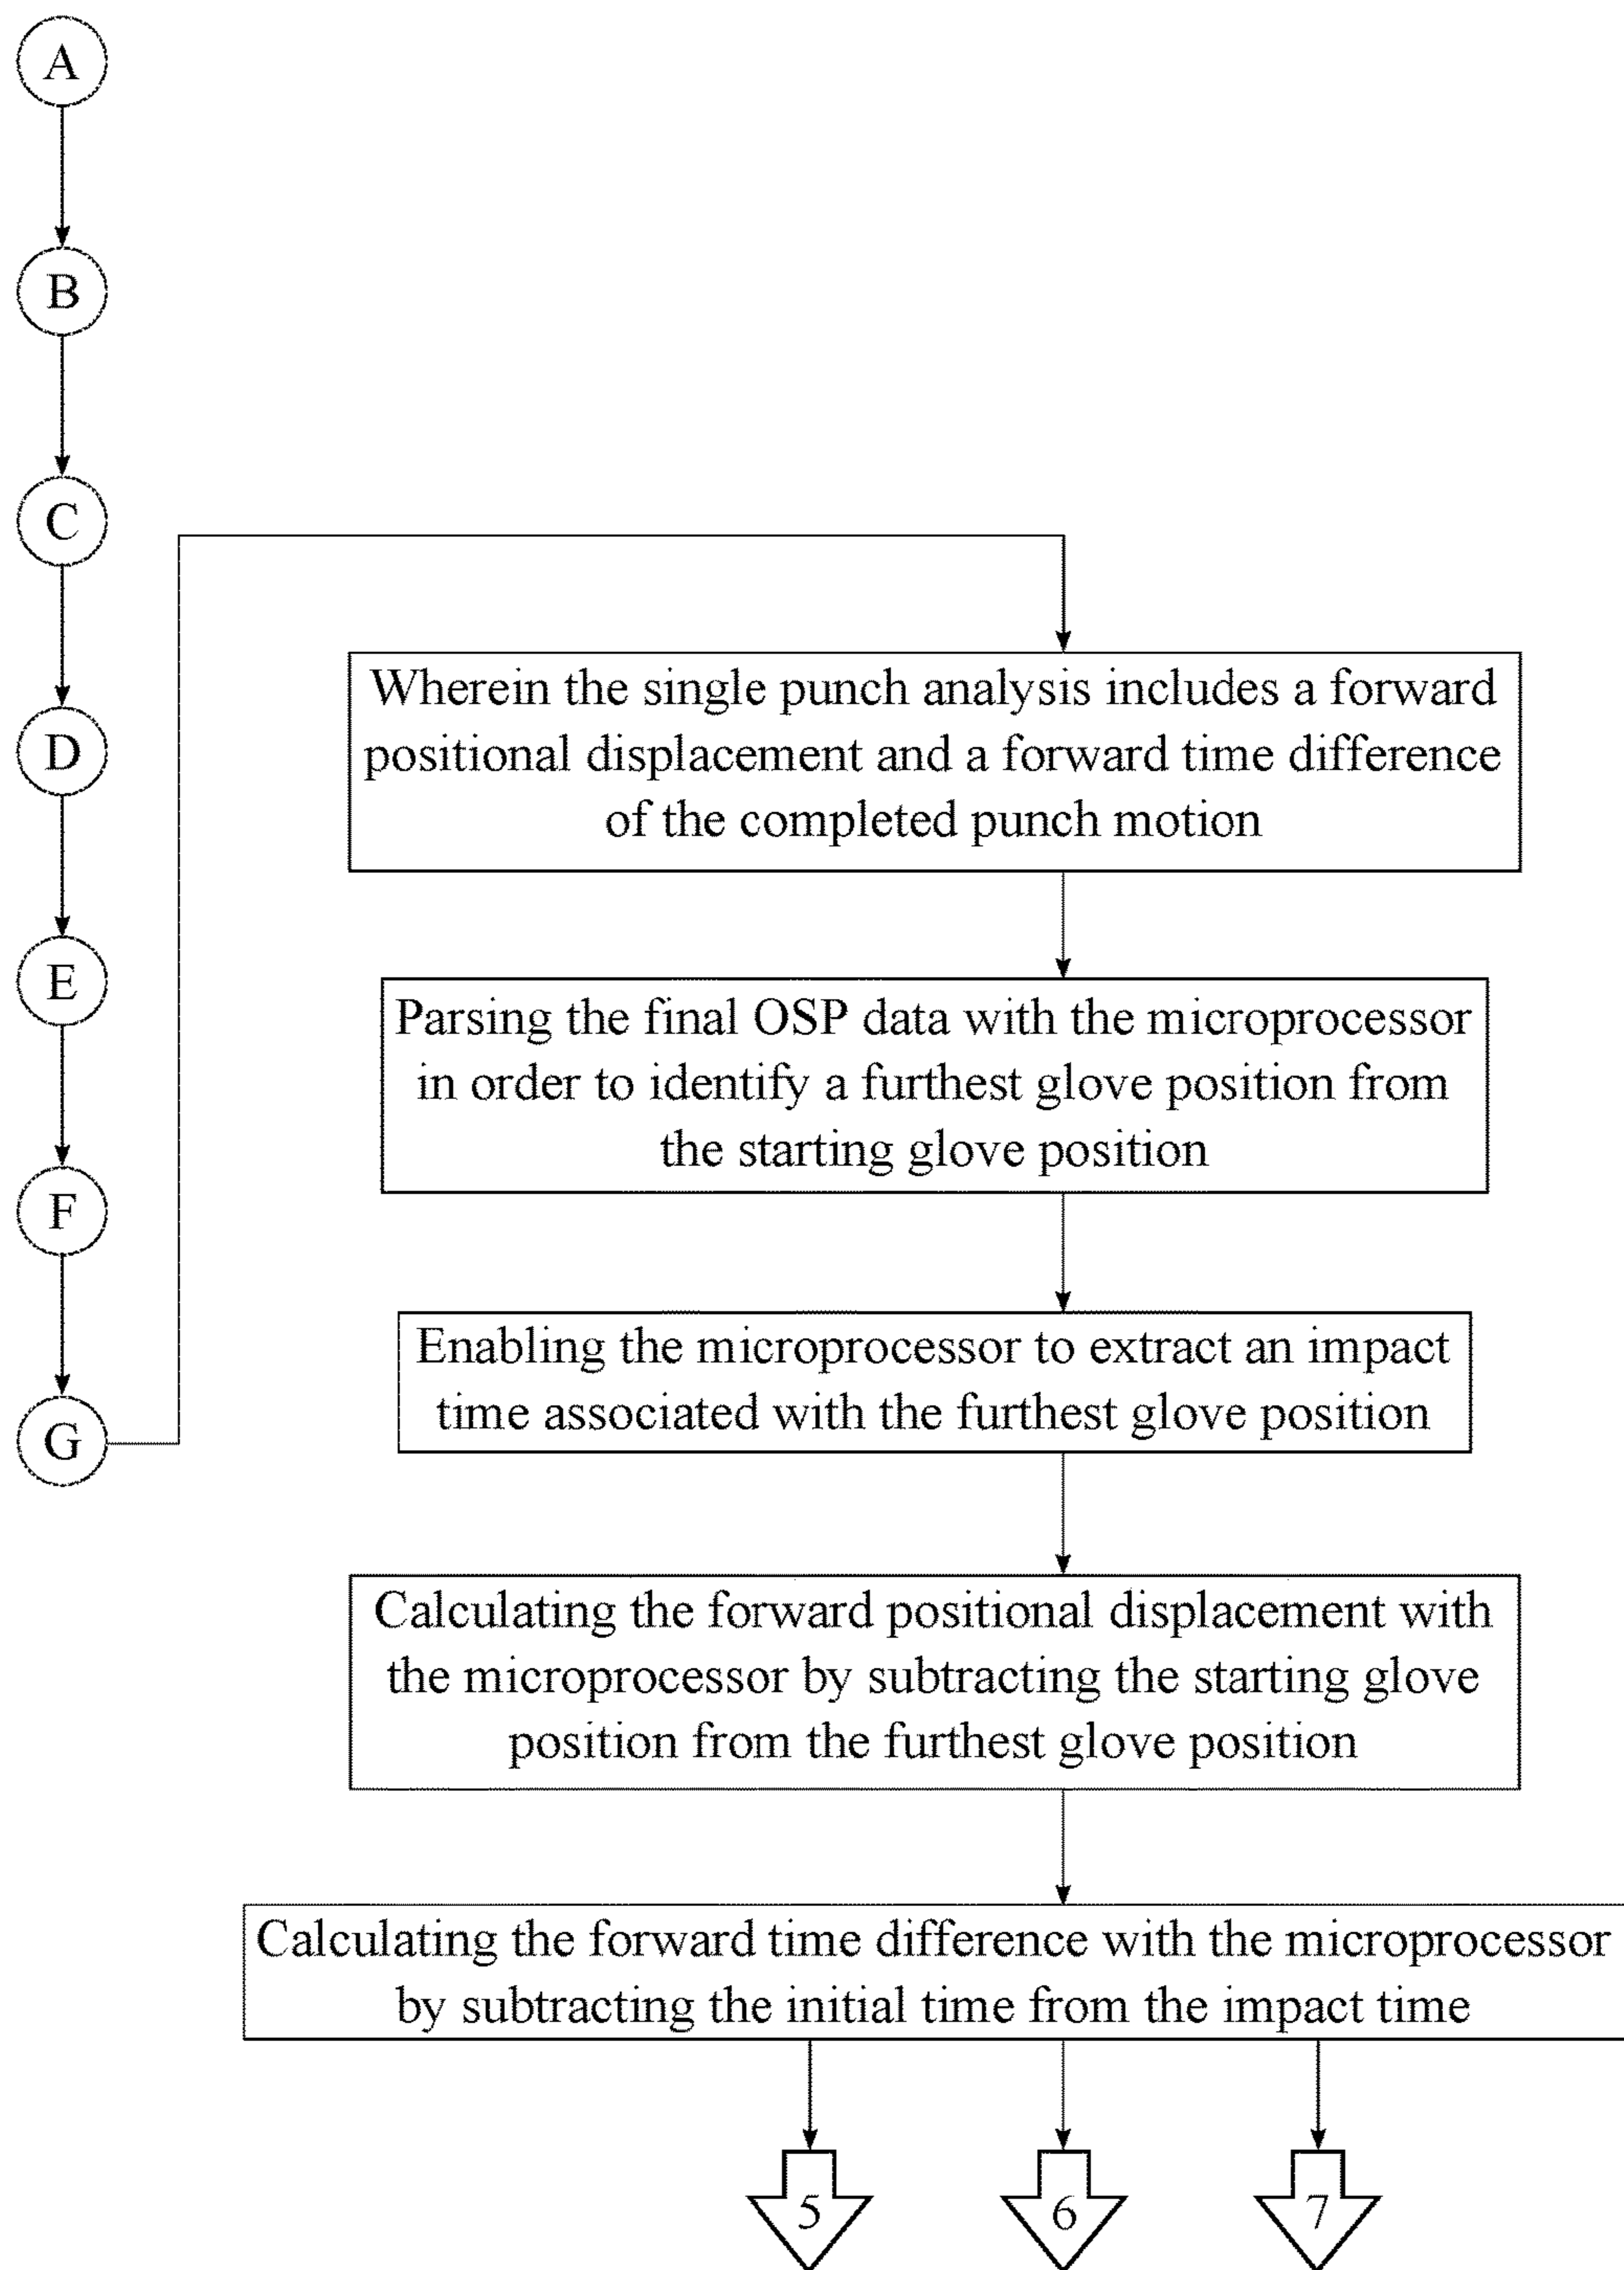 A
B
C
D
E
F
G
Wherein the single punch analysis includes a forward
positional displacement and a forward time difference
of the completed punch motion
Parsing the final OSP data with the microprocessor
in order to identify a furthest glove position from
the starting glove position
Enabling the microprocessor to extract an impact
time associated with the furthest glove position
Calculating the forward positional displacement with
the microprocessor by subtracting the starting glove
position from the furthest glove position
Calculating the forward time difference with the microprocessor
by subtracting the initial time from the impact time
5 6 7